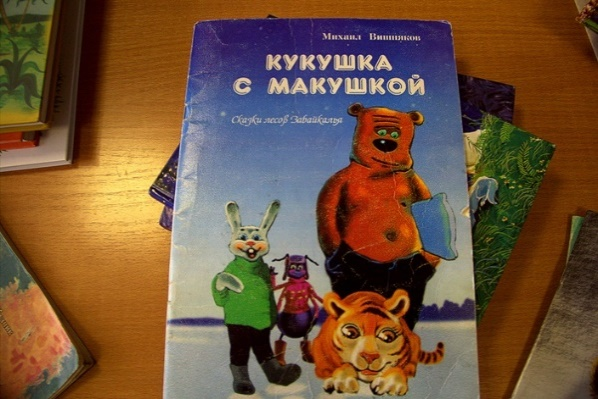 Михаил Вишняков
КУКУШКА
С МАКУШКОЙ
Сказки лесов Забайкалья